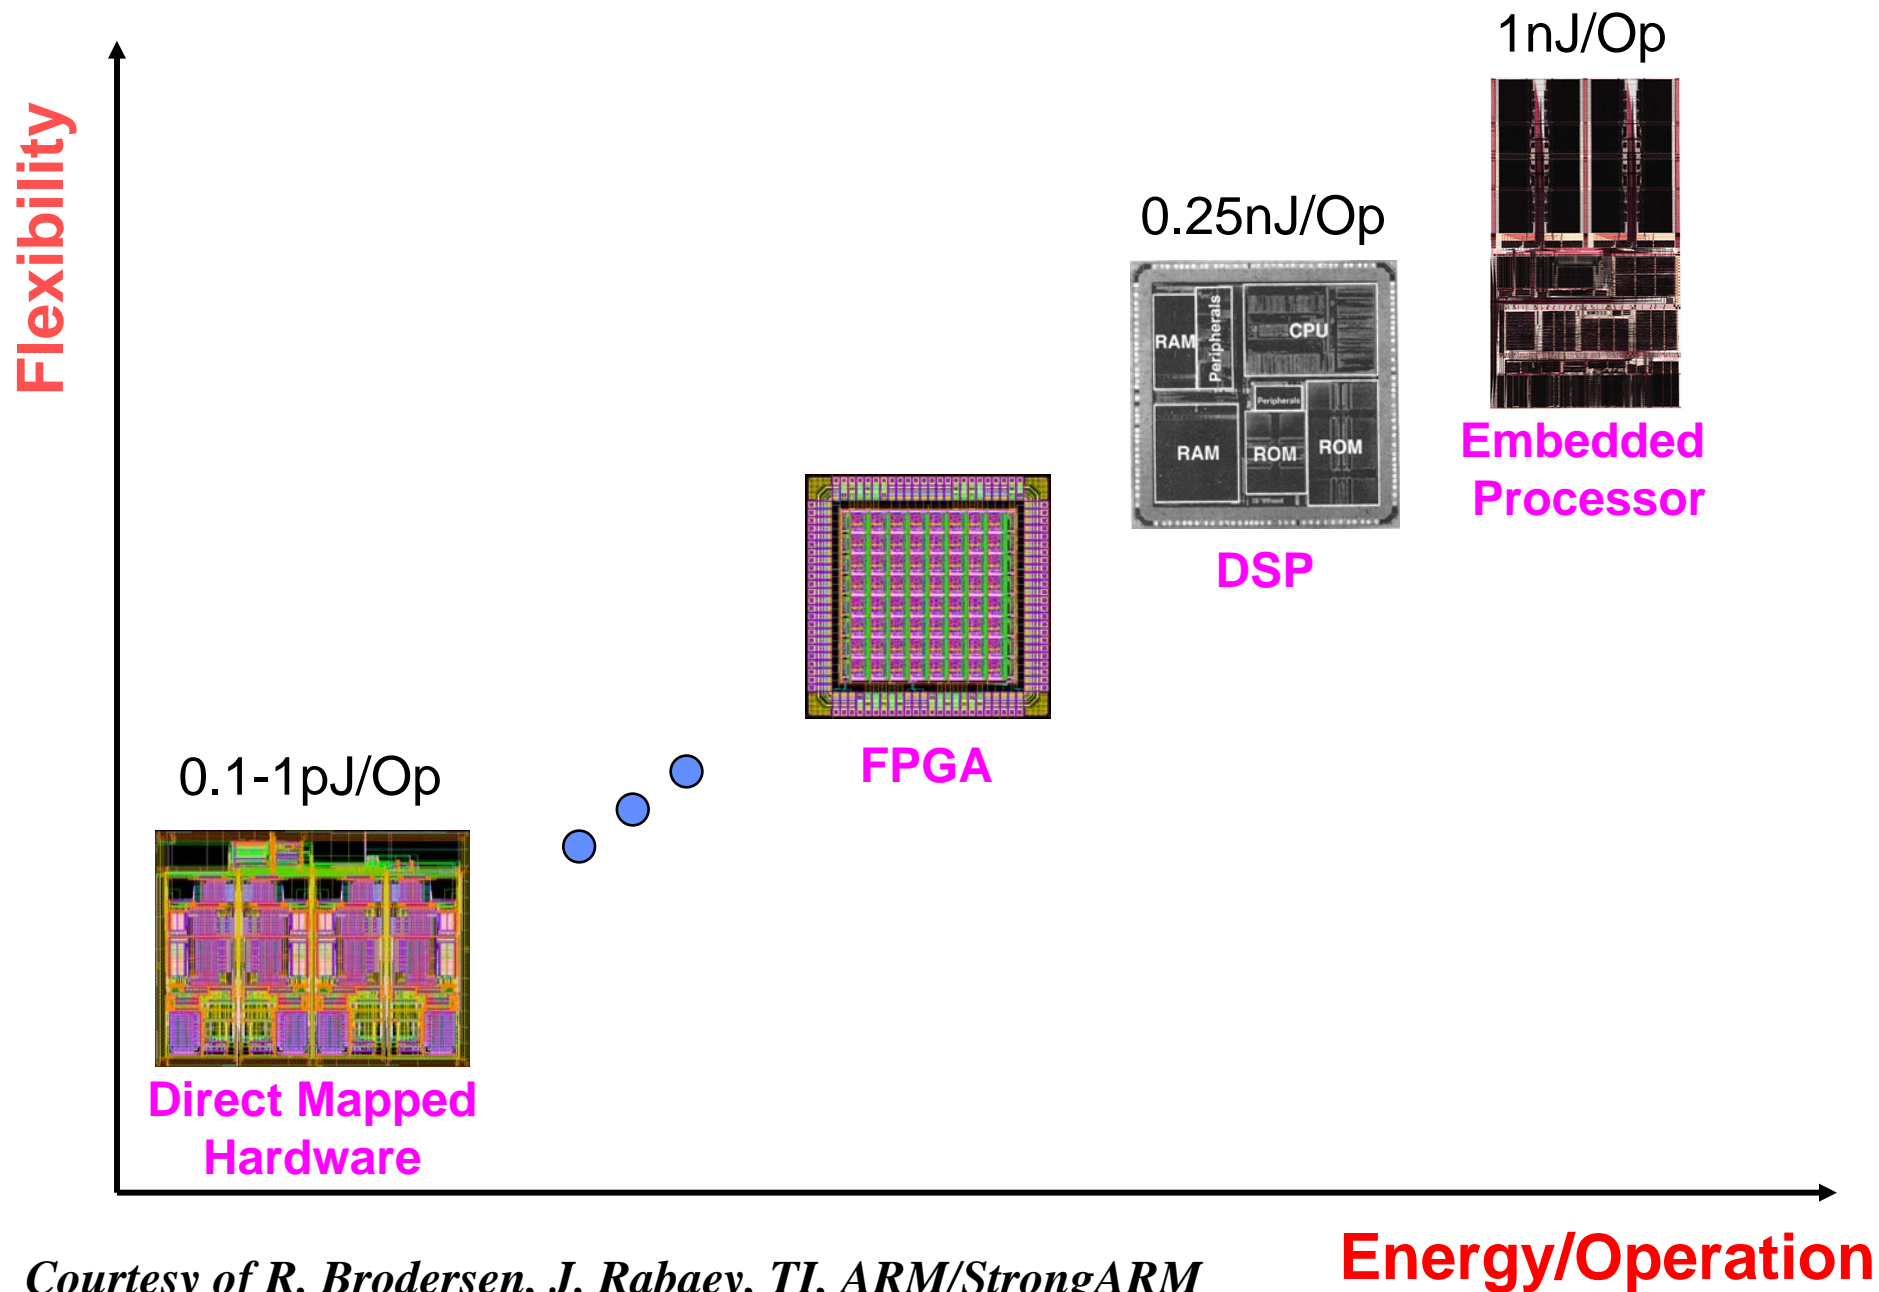 1nJ/Op
Flexibility
0.25nJ/Op
RAM
Peripherals
CPU
Peripherals
RAM
ROM
ROM
Embedded
Processor
DSP
FPGA
0.1-1pJ/Op
Direct Mapped
Hardware
Energy/Operation
Courtesy of R. Brodersen, J. Rabaey, TI, ARM/StrongARM